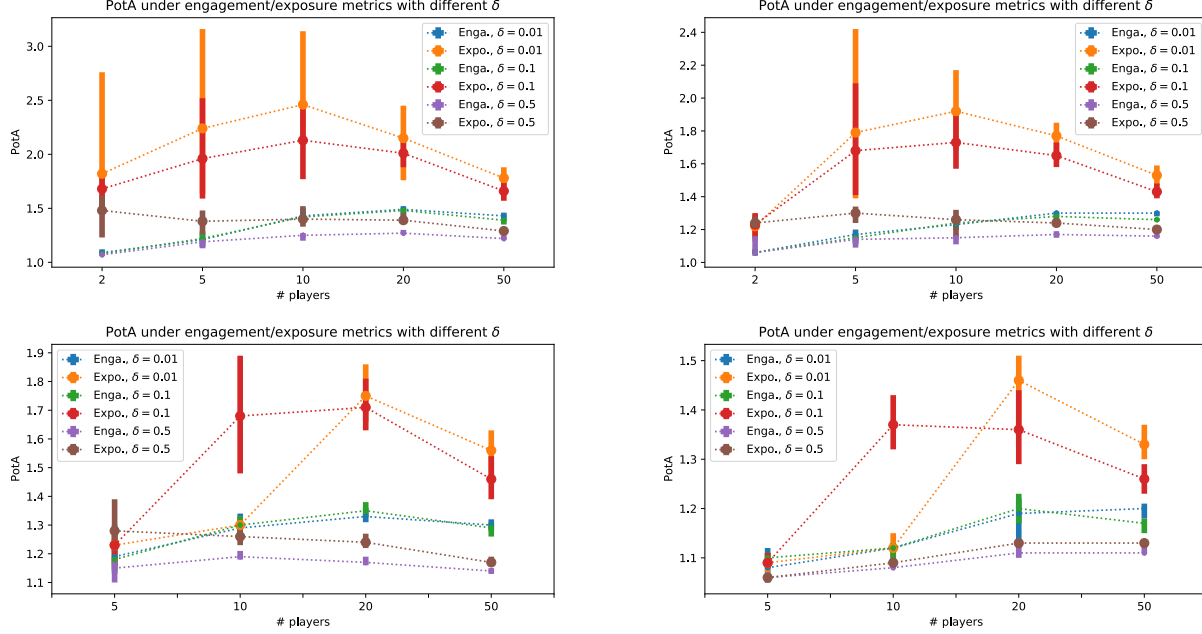 PotA under engagement/exposure metrics with different δ
3.0
2.5
2.0
1.5
1.0
PotA
Enga., δ = 0.01
Expo., δ = 0.01
Enga., δ = 0.1
Expo., δ = 0.1
Enga., δ = 0.5
Expo., δ = 0.5
2 5 10 20 50
# players
PotA under engagement/exposure metrics with different δ
2.4
2.2
2.0
1.8
1.6
1.4
1.2
1.0
PotA
Enga., δ = 0.01
Expo., δ = 0.01
Enga., δ = 0.1
Expo., δ = 0.1
Enga., δ = 0.5
Expo., δ = 0.5
2 5 10 20 50
# players
PotA under engagement/exposure metrics with different δ
1.9
1.8
1.7
1.6
1.5
1.4
1.3
1.2
1.1
PotA
Enga., δ = 0.01
Expo., δ = 0.01
Enga., δ = 0.1
Expo., δ = 0.1
Enga., δ = 0.5
Expo., δ = 0.5
5 10 20 50
# players
PotA under engagement/exposure metrics with different δ
1.5
1.4
1.3
1.2
1.1
PotA
Enga., δ = 0.01
Expo., δ = 0.01
Enga., δ = 0.1
Expo., δ = 0.1
Enga., δ = 0.5
Expo., δ = 0.5
5 10 20 50
# players